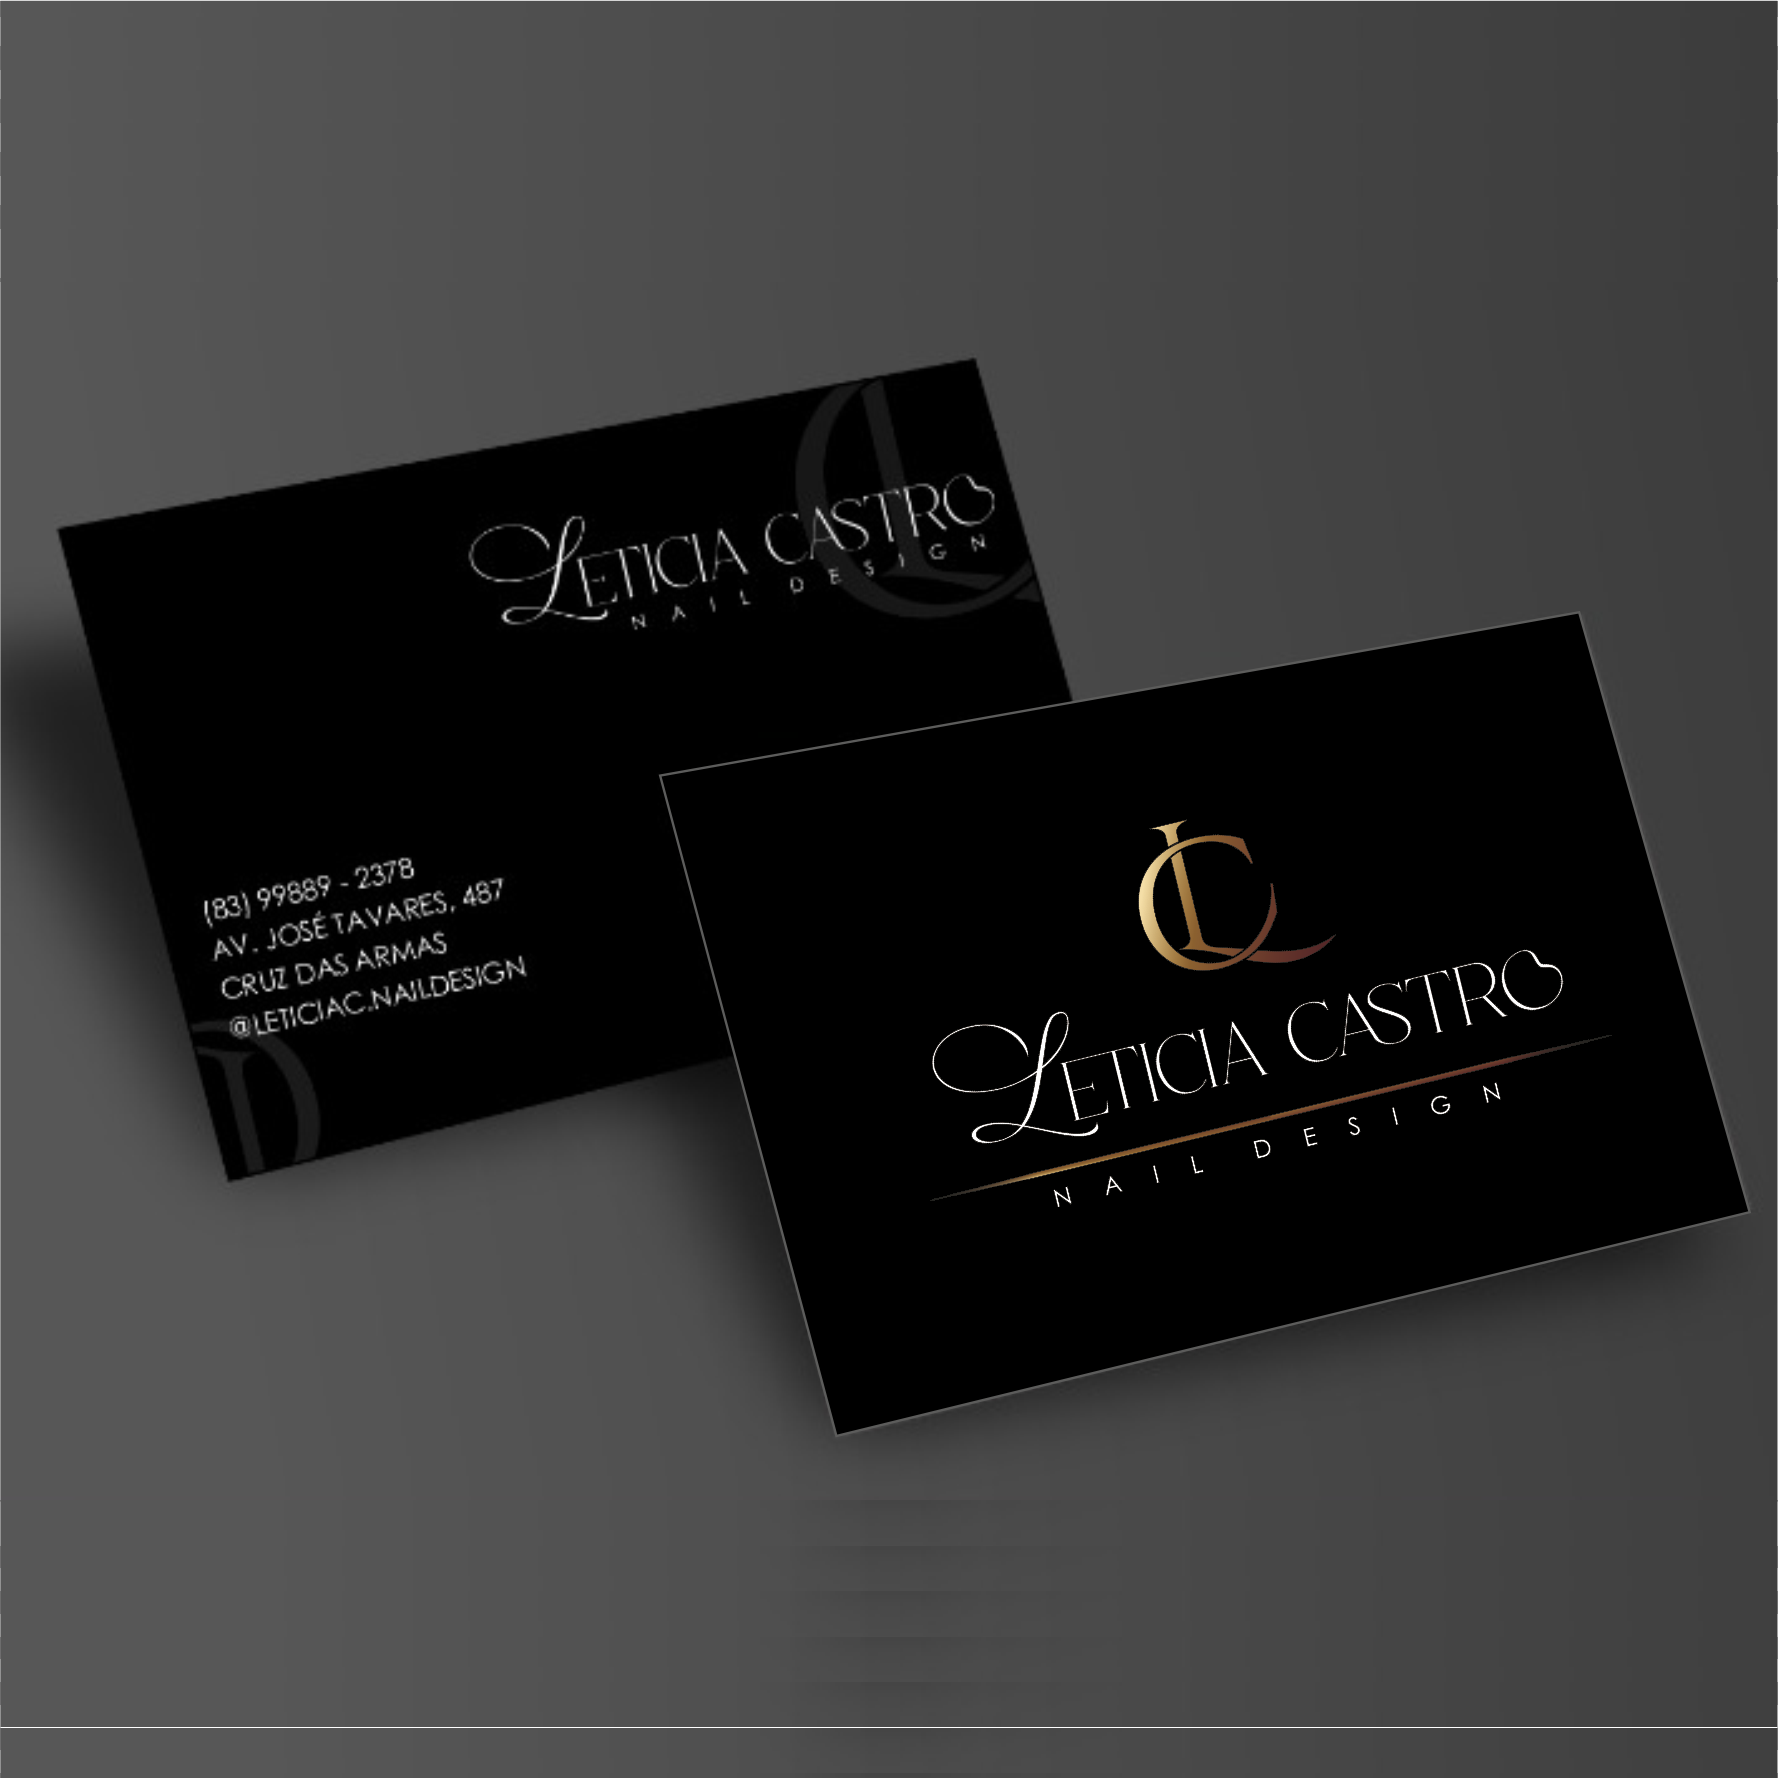 LETICIA CASTRO
NAIL DESIGN
(83) 99889 - 2378
AV. JOSÉ TAVARES, 487
CRUZ DAS ARMAS
@LETICIAC.NAILDESIGN
LC
LETICIA CASTRO
NAIL DESIGN